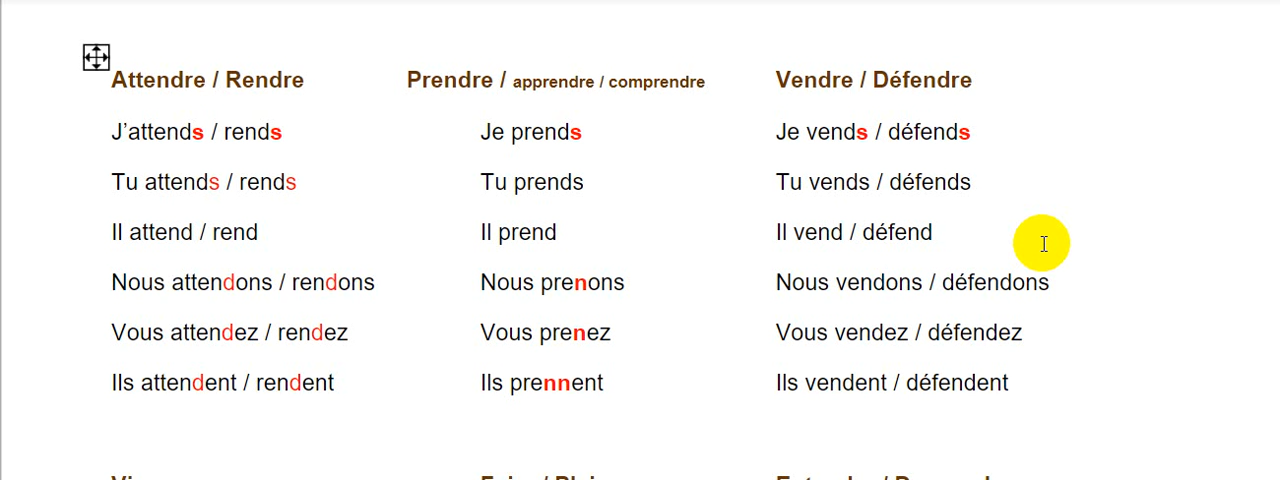 Attendre / Rendre
Prendre / apprendre / comprendre
Vendre / Défendre
J’attends / rends
Je prends
Je vends / défends
Tu attends / rends
Tu prends
Tu vends / défends
Il attend / rend
Il prend
Il vend / défend
Nous attendons / rendons
Nous prenons
Nous vendons / défendons
Vous attendez / rendez
Vous prenez
Vous vendez / défendez
Ils attendent / rendent
Ils prennent
Ils vendent / défendent